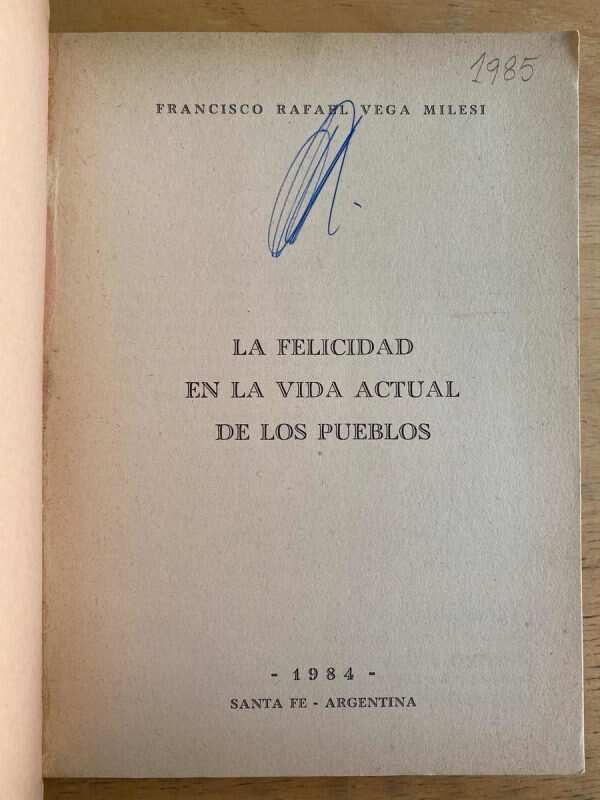 1985
FRANCISCO RAFAEL VEGA MILESI
LA FELICIDAD
EN LA VIDA ACTUAL
DE LOS PUEBLOS
- 1984 -
SANTA FE - ARGENTINA